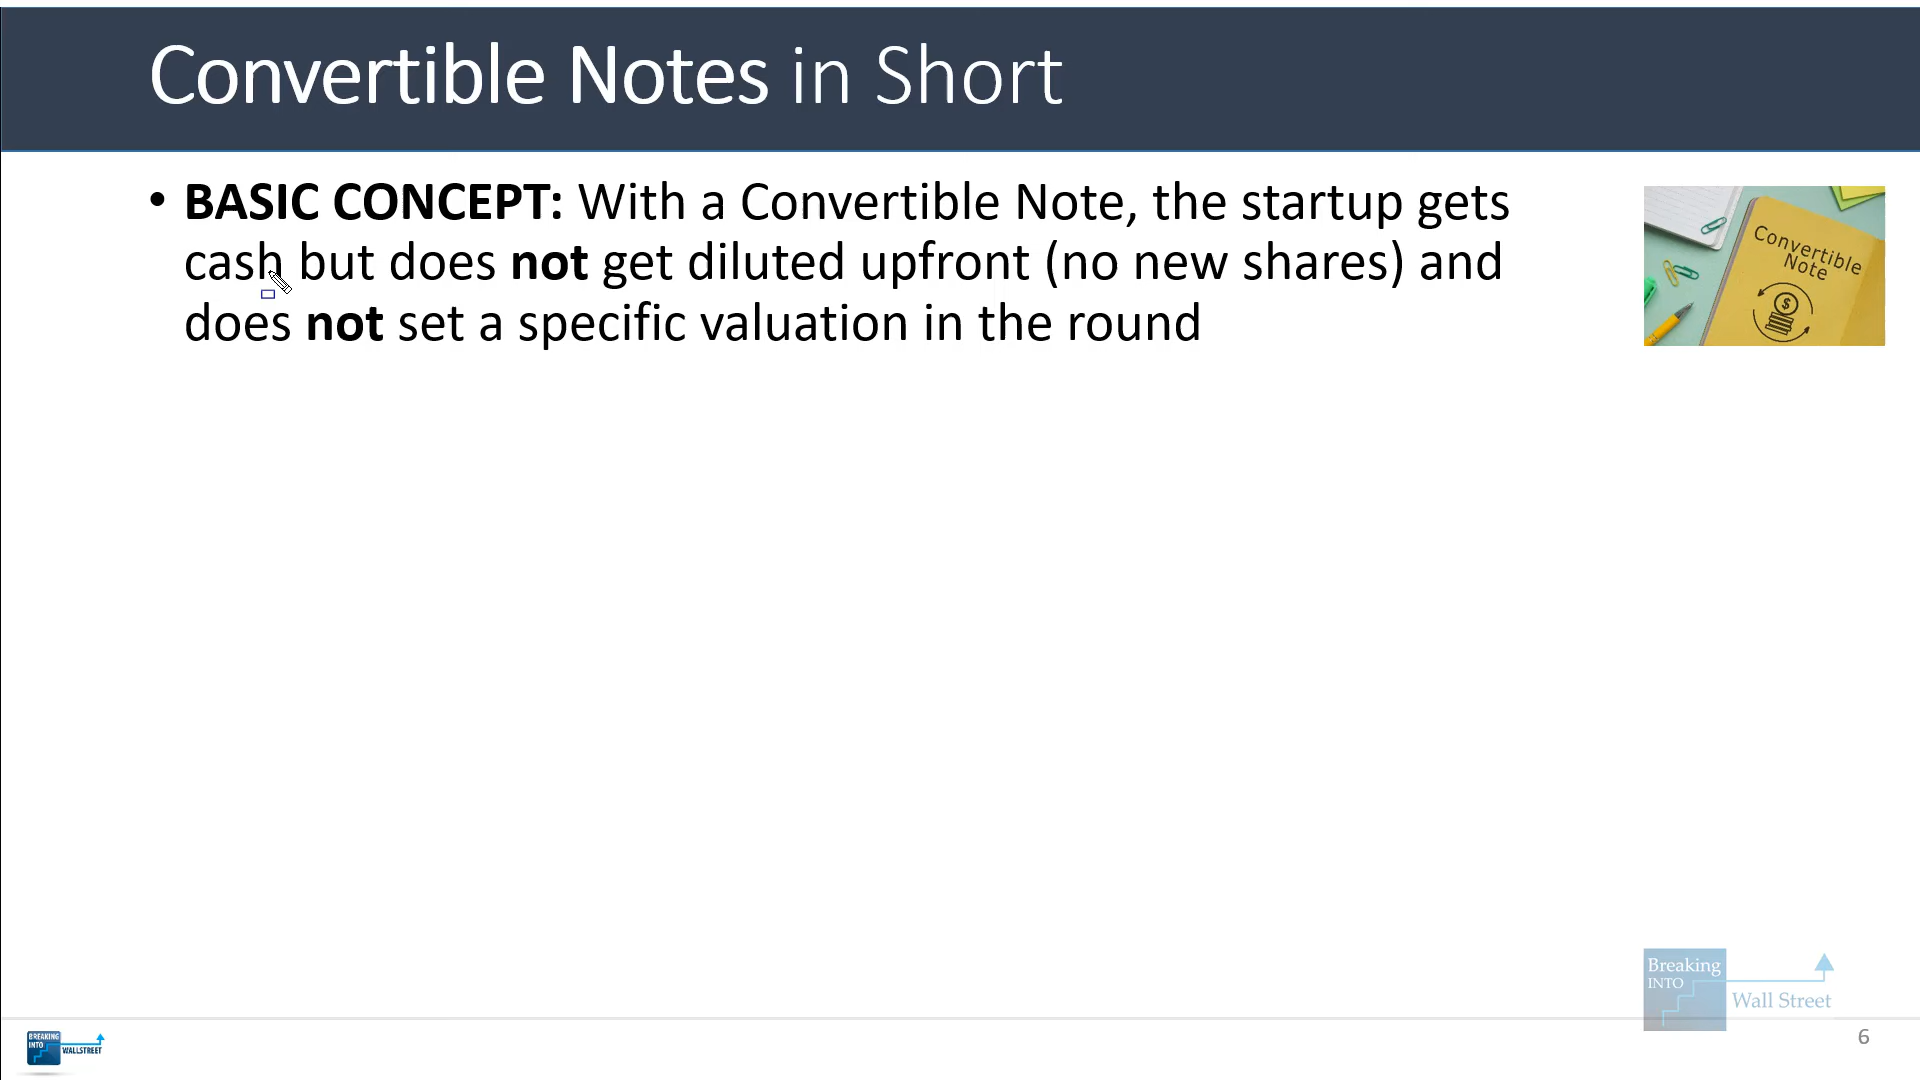 Convertible Notes in Short
• BASIC CONCEPT: With a Convertible Note, the startup gets
cash but does not get diluted upfront (no new shares) and
does not set a specific valuation in the round
Convertible
Note
$
Breaking
INTO
Wall Street
BREAKING
INTO
WALLSTREET
6